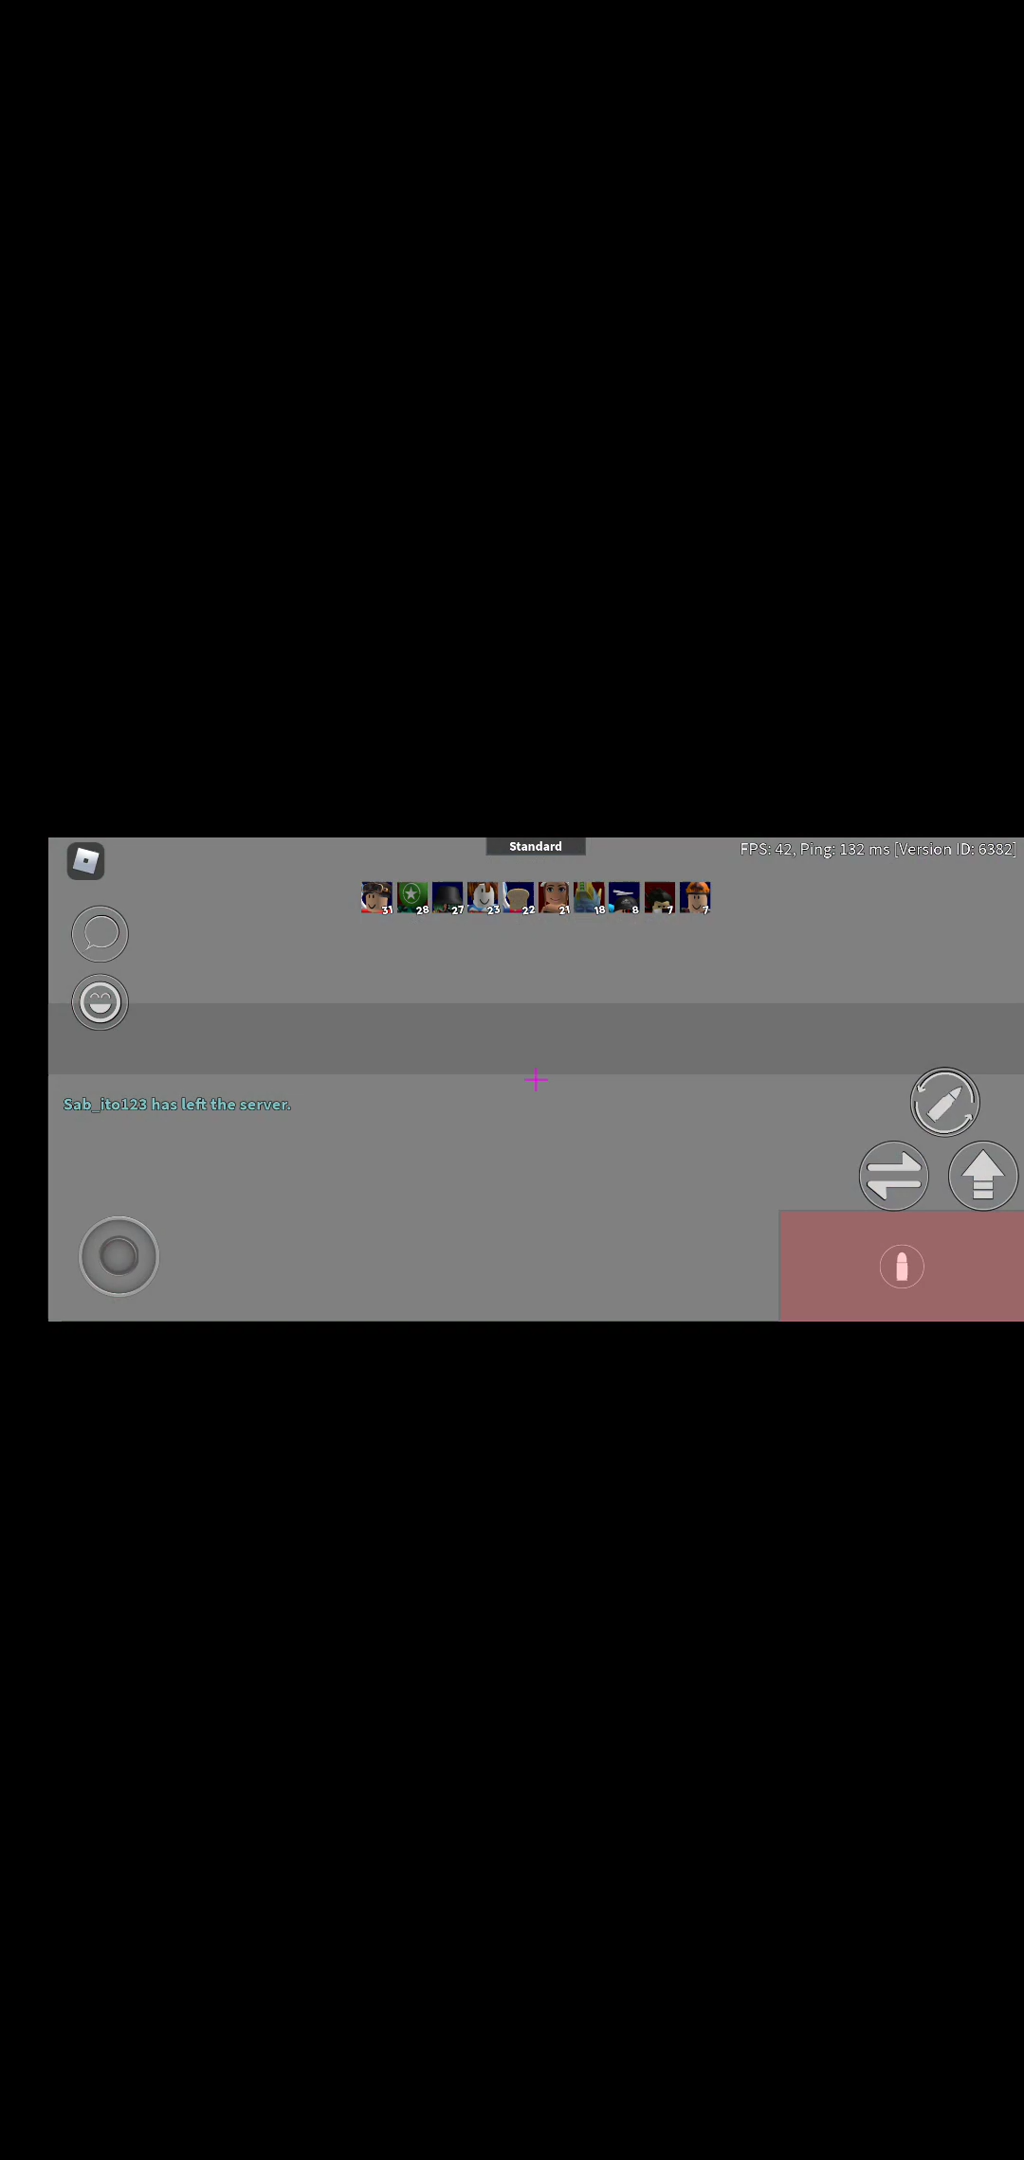 Standard
FPS: 42, Ping: 132 ms [Version ID: 6382]
31 28 27 23 22 21 18 8 7 7
Sab_ito123 has left the server.